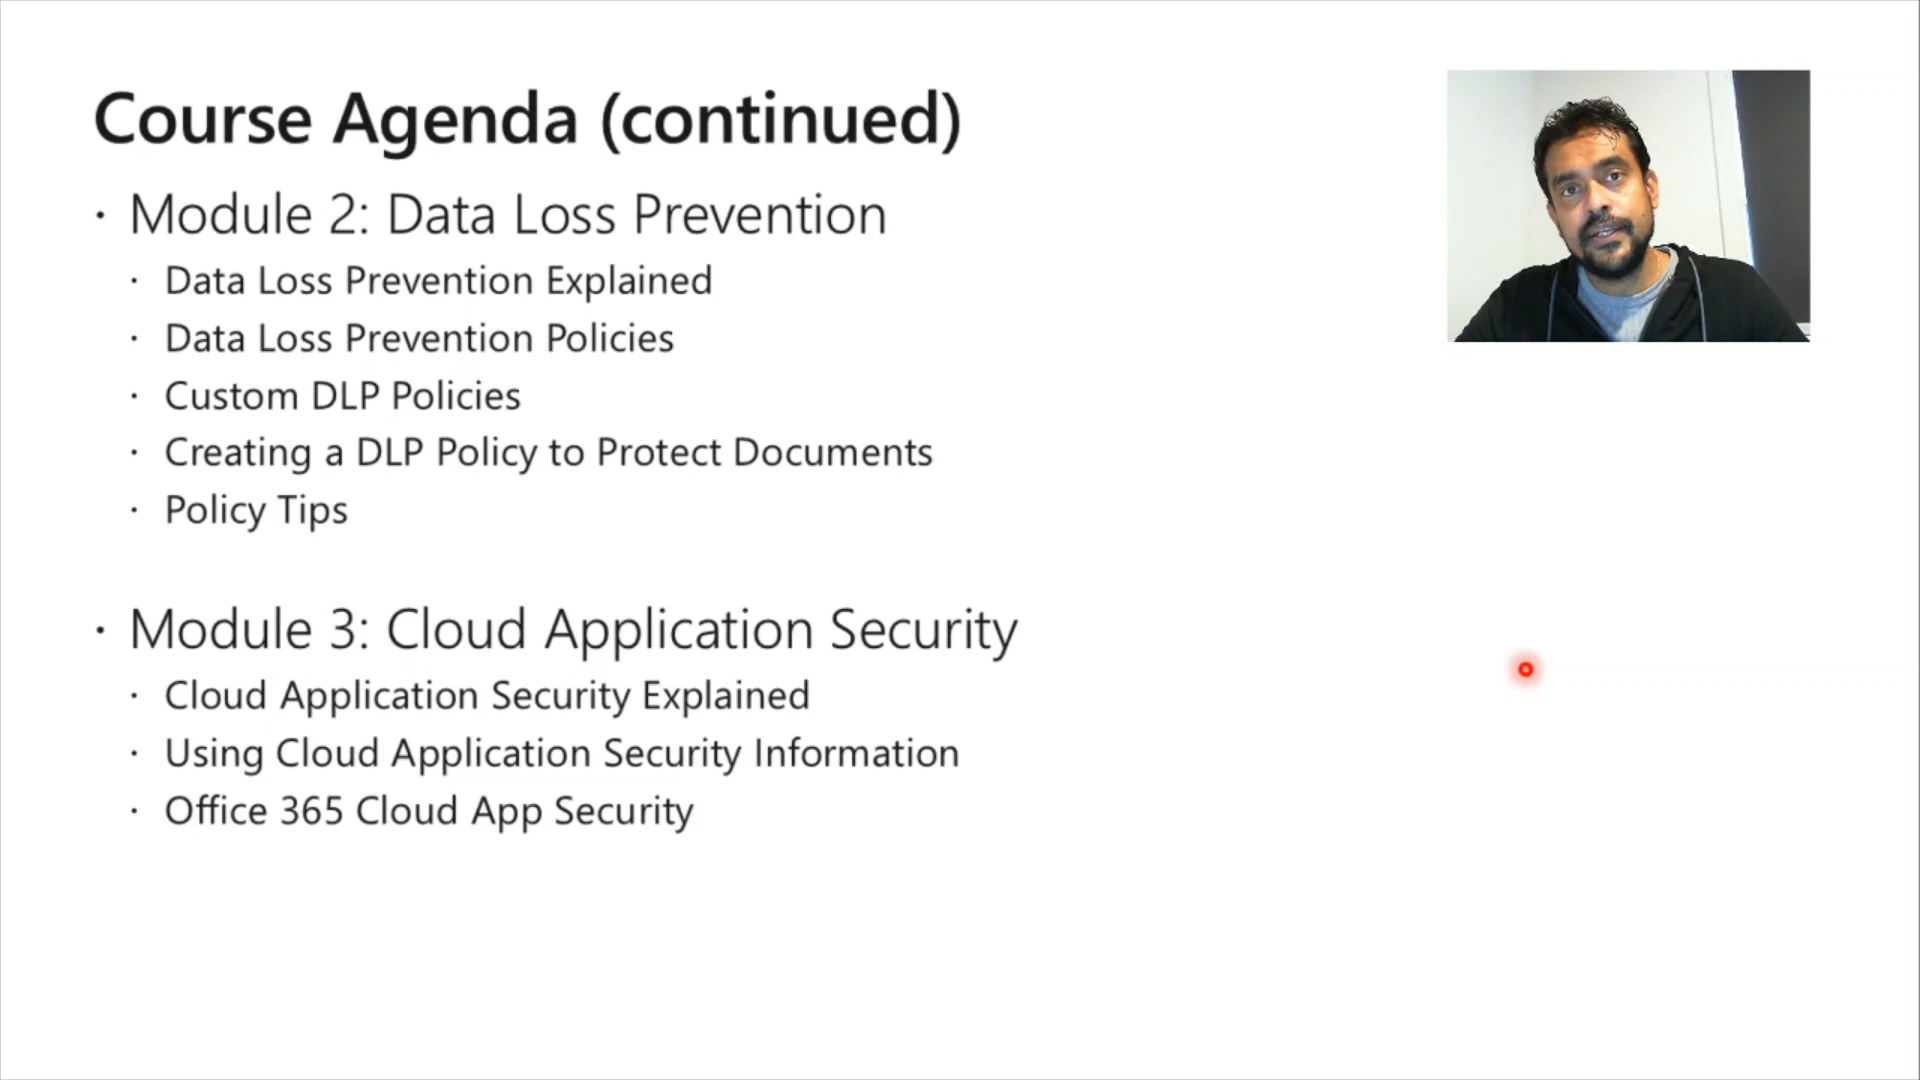 Course Agenda (continued)
· Module 2: Data Loss Prevention
· Data Loss Prevention Explained
· Data Loss Prevention Policies
· Custom DLP Policies
· Creating a DLP Policy to Protect Documents
· Policy Tips
· Module 3: Cloud Application Security
· Cloud Application Security Explained
· Using Cloud Application Security Information
· Office 365 Cloud App Security